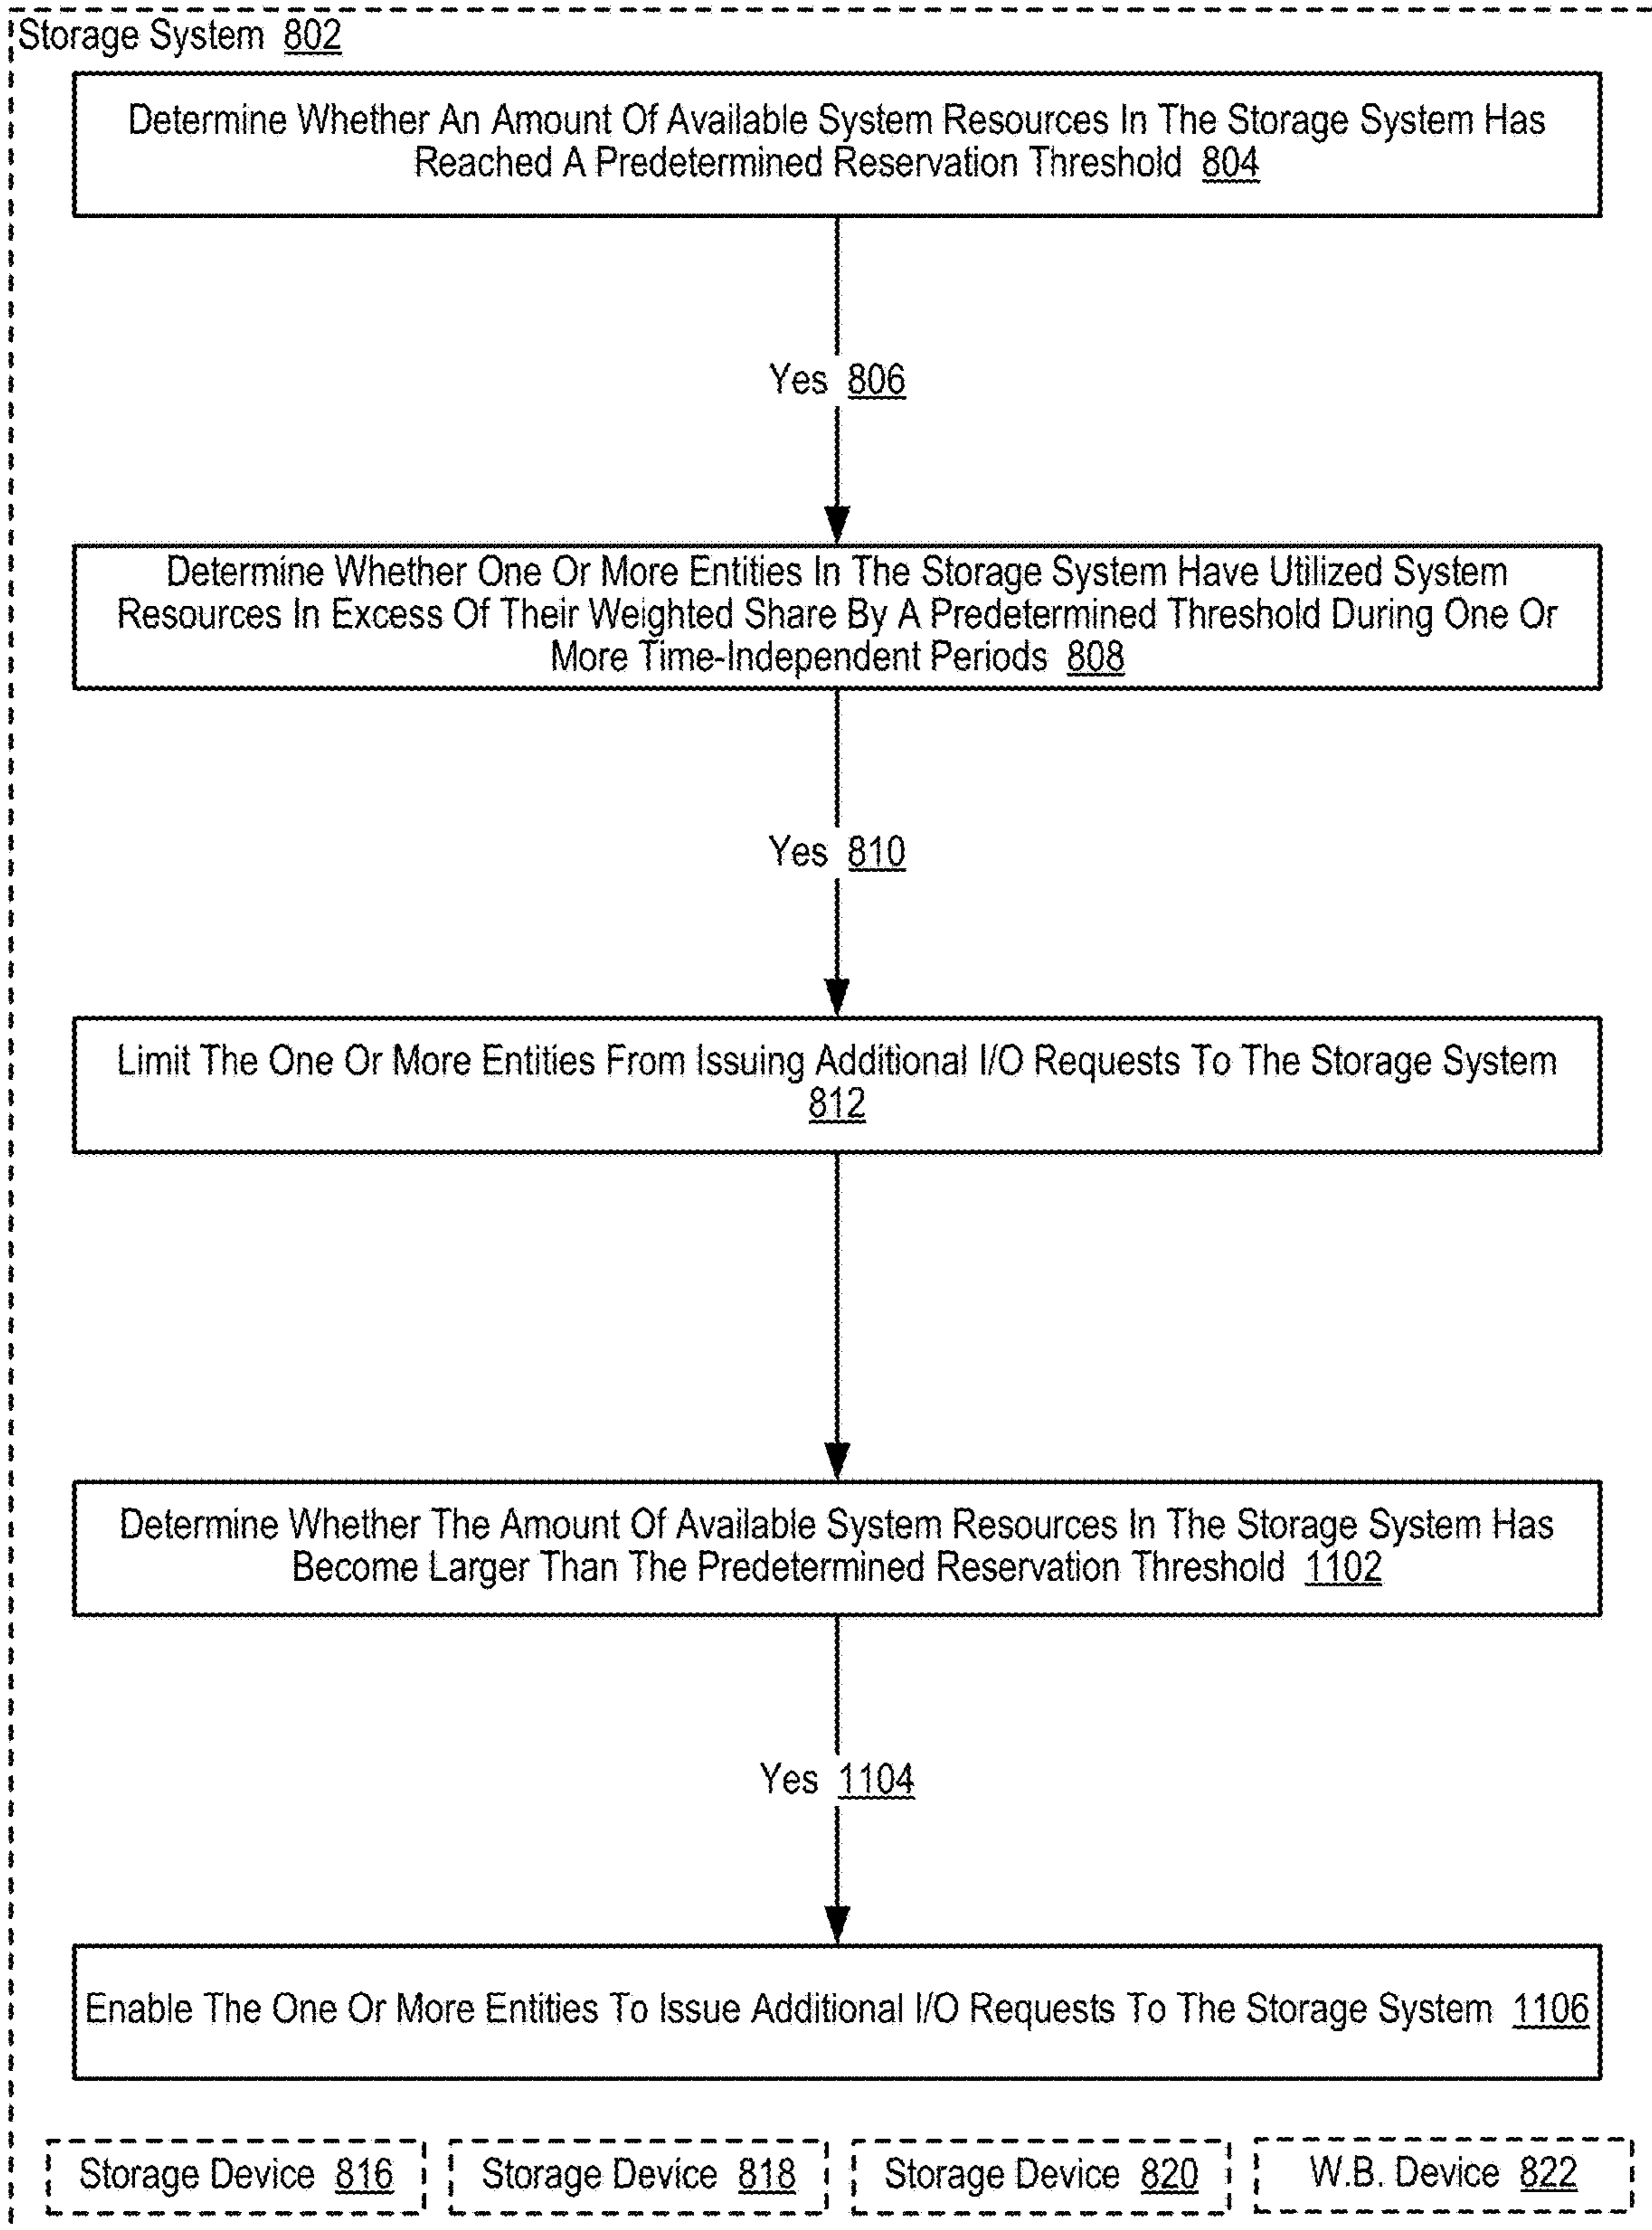 Storage System 802
Determine Whether An Amount Of Available System Resources In The Storage System Has
Reached A Predetermined Reservation Threshold 804
Yes 806
Determine Whether One Or More Entities In The Storage System Have Utilized System
Resources In Excess Of Their Weighted Share By A Predetermined Threshold During One Or
More Time-Independent Periods 808
Yes 810
Limit The One Or More Entities From Issuing Additional I/O Requests To The Storage System
812
Determine Whether The Amount Of Available System Resources In The Storage System Has
Become Larger Than The Predetermined Reservation Threshold 1102
Yes 1104
Enable The One Or More Entities To Issue Additional I/O Requests To The Storage System 1106
Storage Device 816
Storage Device 818
Storage Device 820
W.B. Device 822